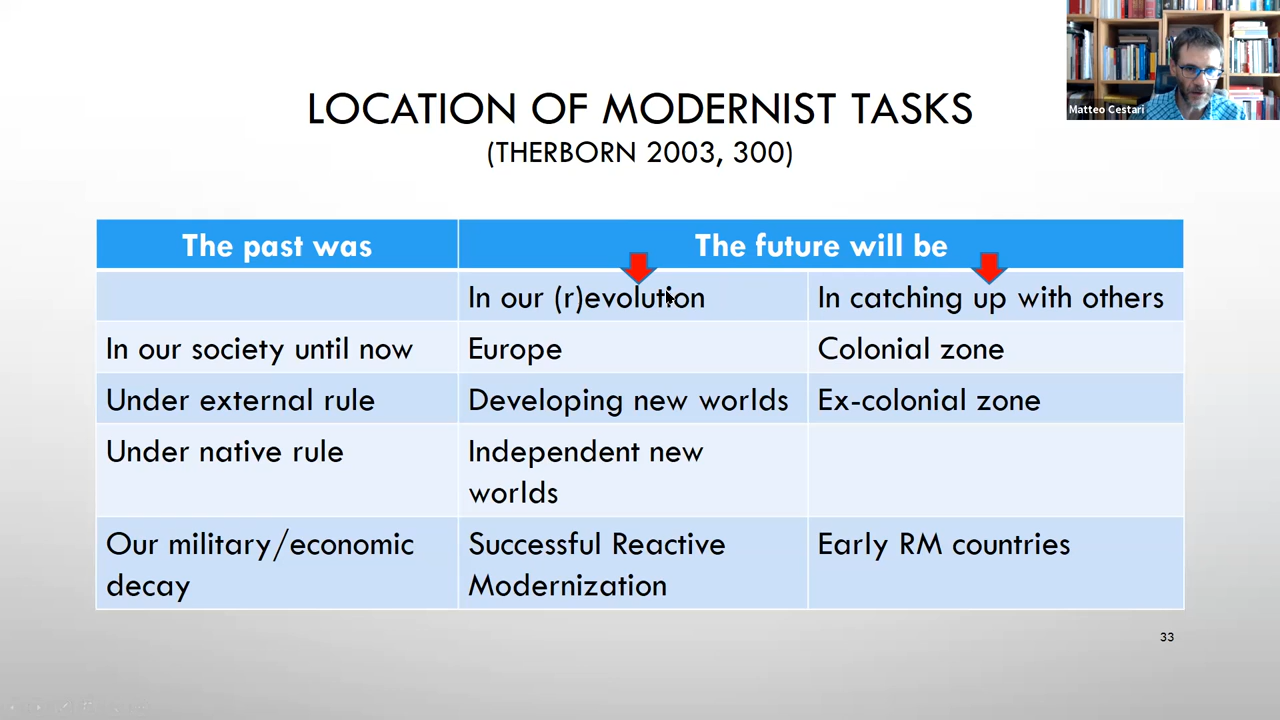 Matteo Cestari
LOCATION OF MODERNIST TASKS
(THERBORN 2003, 300)
The past was
The future will be
In our (r)evolution
In catching up with others
In our society until now
Europe
Colonial zone
Under external rule
Developing new worlds
Ex-colonial zone
Under native rule
Independent new
worlds
Our military/economic
decay
Successful Reactive
Modernization
Early RM countries
33